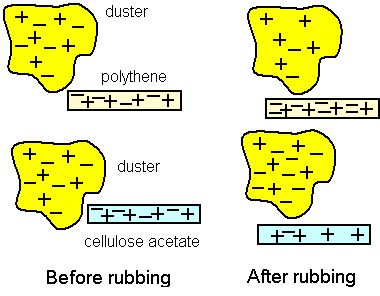 duster
polythene
duster
cellulose acetate
Before rubbing
After rubbing